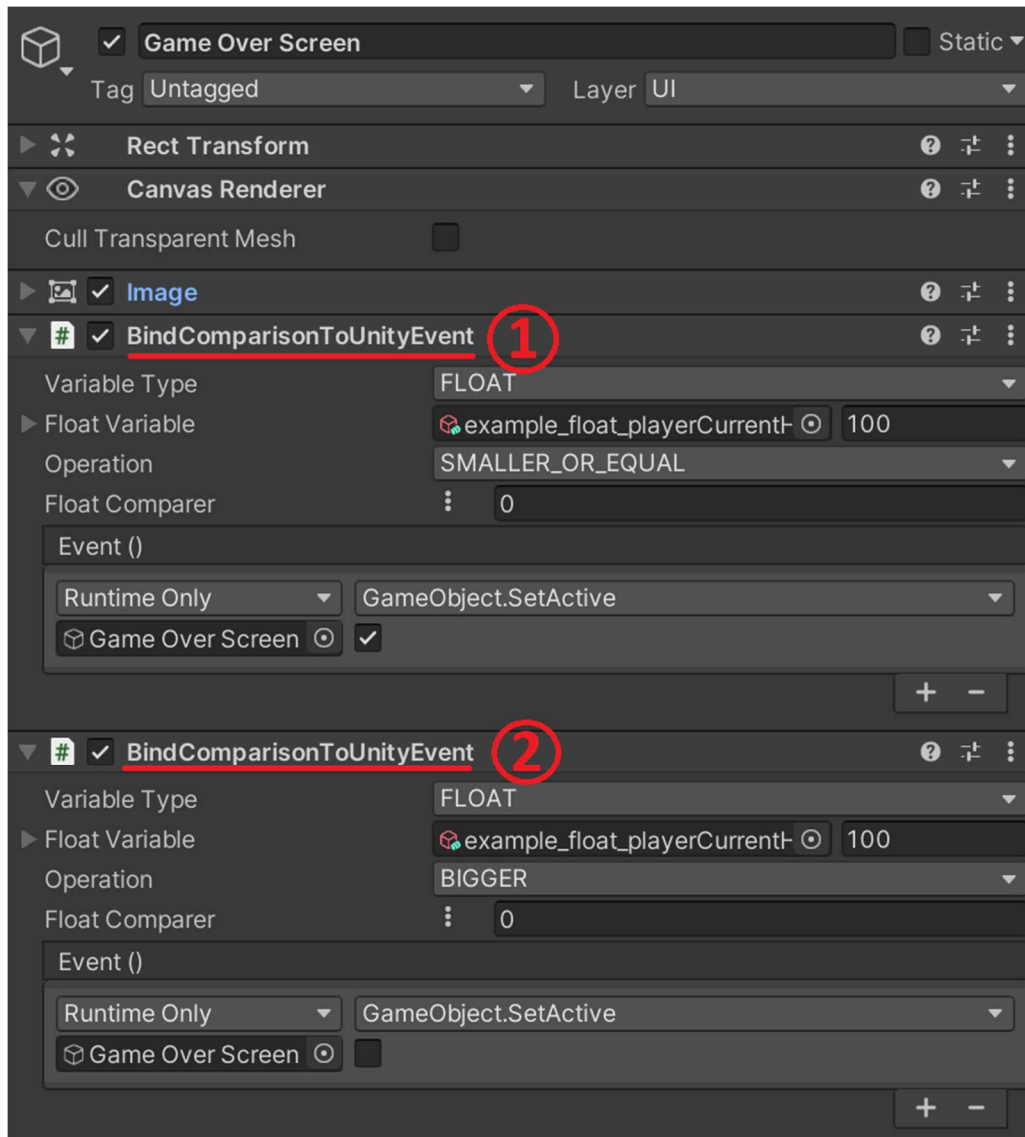 Game Over Screen Static
Tag Untagged Layer UI
Rect Transform
Canvas Renderer
Cull Transparent Mesh
Image
# BindComparisonToUnityEvent 1
Variable Type FLOAT
Float Variable example_float_playerCurrentH 100
Operation SMALLER_OR_EQUAL
Float Comparer 0
Event ()
Runtime Only GameObject.SetActive
Game Over Screen
+ −
# BindComparisonToUnityEvent 2
Variable Type FLOAT
Float Variable example_float_playerCurrentH 100
Operation BIGGER
Float Comparer 0
Event ()
Runtime Only GameObject.SetActive
Game Over Screen
+ −